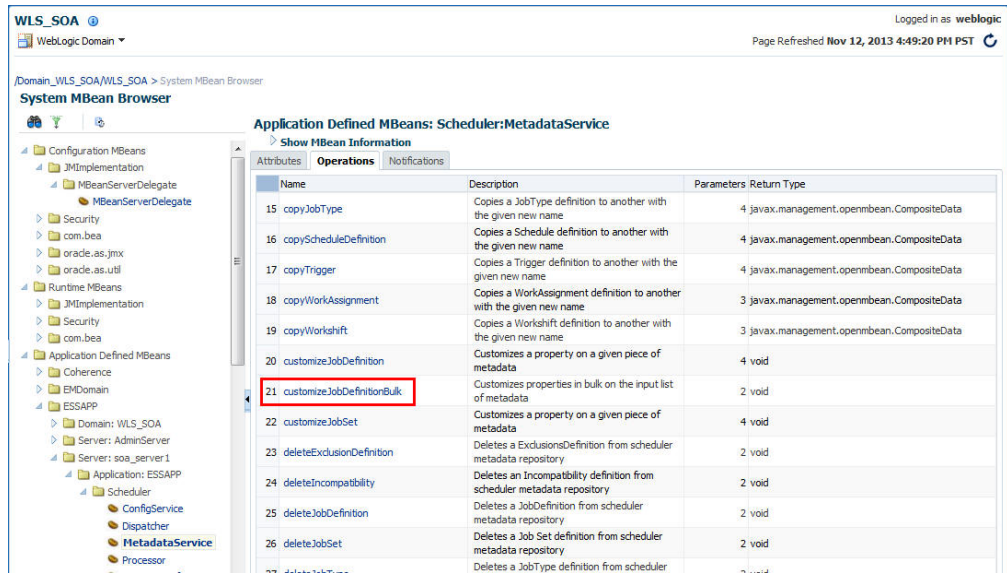 WLS_SOA
Logged in as weblogic
WebLogic Domain
Page Refreshed Nov 12, 2013 4:49:20 PM PST
/Domain_WLS_SOA/WLS_SOA > System MBean Browser
System MBean Browser
Configuration MBeans
JMImplementation
MBeanServerDelegate
MBeanServerDelegate
Security
com.bea
oracle.as.jmx
oracle.as.util
Runtime MBeans
JMImplementation
Security
com.bea
Application Defined MBeans
Coherence
EMDomain
ESSAPP
Domain: WLS_SOA
Server: AdminServer
Server: soa_server1
Application: ESSAPP
Scheduler
ConfigService
Dispatcher
MetadataService
Processor
Application Defined MBeans: Scheduler:MetadataService
Show MBean Information
Attributes Operations Notifications
Name Description Parameters Return Type
15 copyJobType Copies a JobType definition to another with the given new name 4 javax.management.openmbean.CompositeData
16 copyScheduleDefinition Copies a Schedule definition to another with the given new name 4 javax.management.openmbean.CompositeData
17 copyTrigger Copies a Trigger definition to another with the given new name 4 javax.management.openmbean.CompositeData
18 copyWorkAssignment Copies a WorkAssignment definition to another with the given new name 3 javax.management.openmbean.CompositeData
19 copyWorkshift Copies a Workshift definition to another with the given new name 3 javax.management.openmbean.CompositeData
20 customizeJobDefinition Customizes a property on a given piece of metadata 4 void
21 customizeJobDefinitionBulk Customizes properties in bulk on the input list of metadata 2 void
22 customizeJobSet Customizes a property on a given piece of metadata 4 void
23 deleteExclusionDefinition Deletes a ExclusionsDefinition from scheduler metadata repository 2 void
24 deleteIncompatibility Deletes an Incompatibility definition from scheduler metadata repository 2 void
25 deleteJobDefinition Deletes a JobDefinition from scheduler metadata repository 2 void
26 deleteJobSet Deletes a Job Set definition from scheduler metadata repository 2 void
27 deleteJobType Deletes a JobType definition from scheduler 2 void